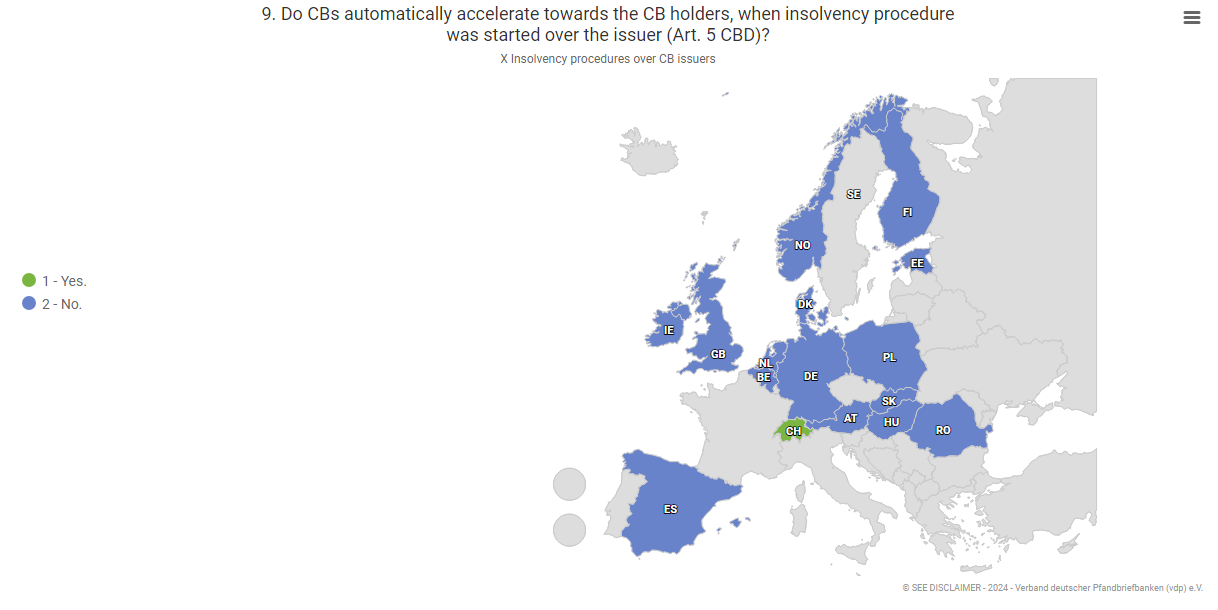 9. Do CBs automatically accelerate towards the CB holders, when insolvency procedure
was started over the issuer (Art. 5 CBD)?
X Insolvency procedures over CB issuers
SE
FI
NO
EE
1 - Yes.
2 - No.
DK
IE
GB
NL
PL
BE
DE
SK
AT
HU
CH
RO
ES
© SEE DISCLAIMER - 2024 - Verband deutscher Pfandbriefbanken (vdp) e.V.